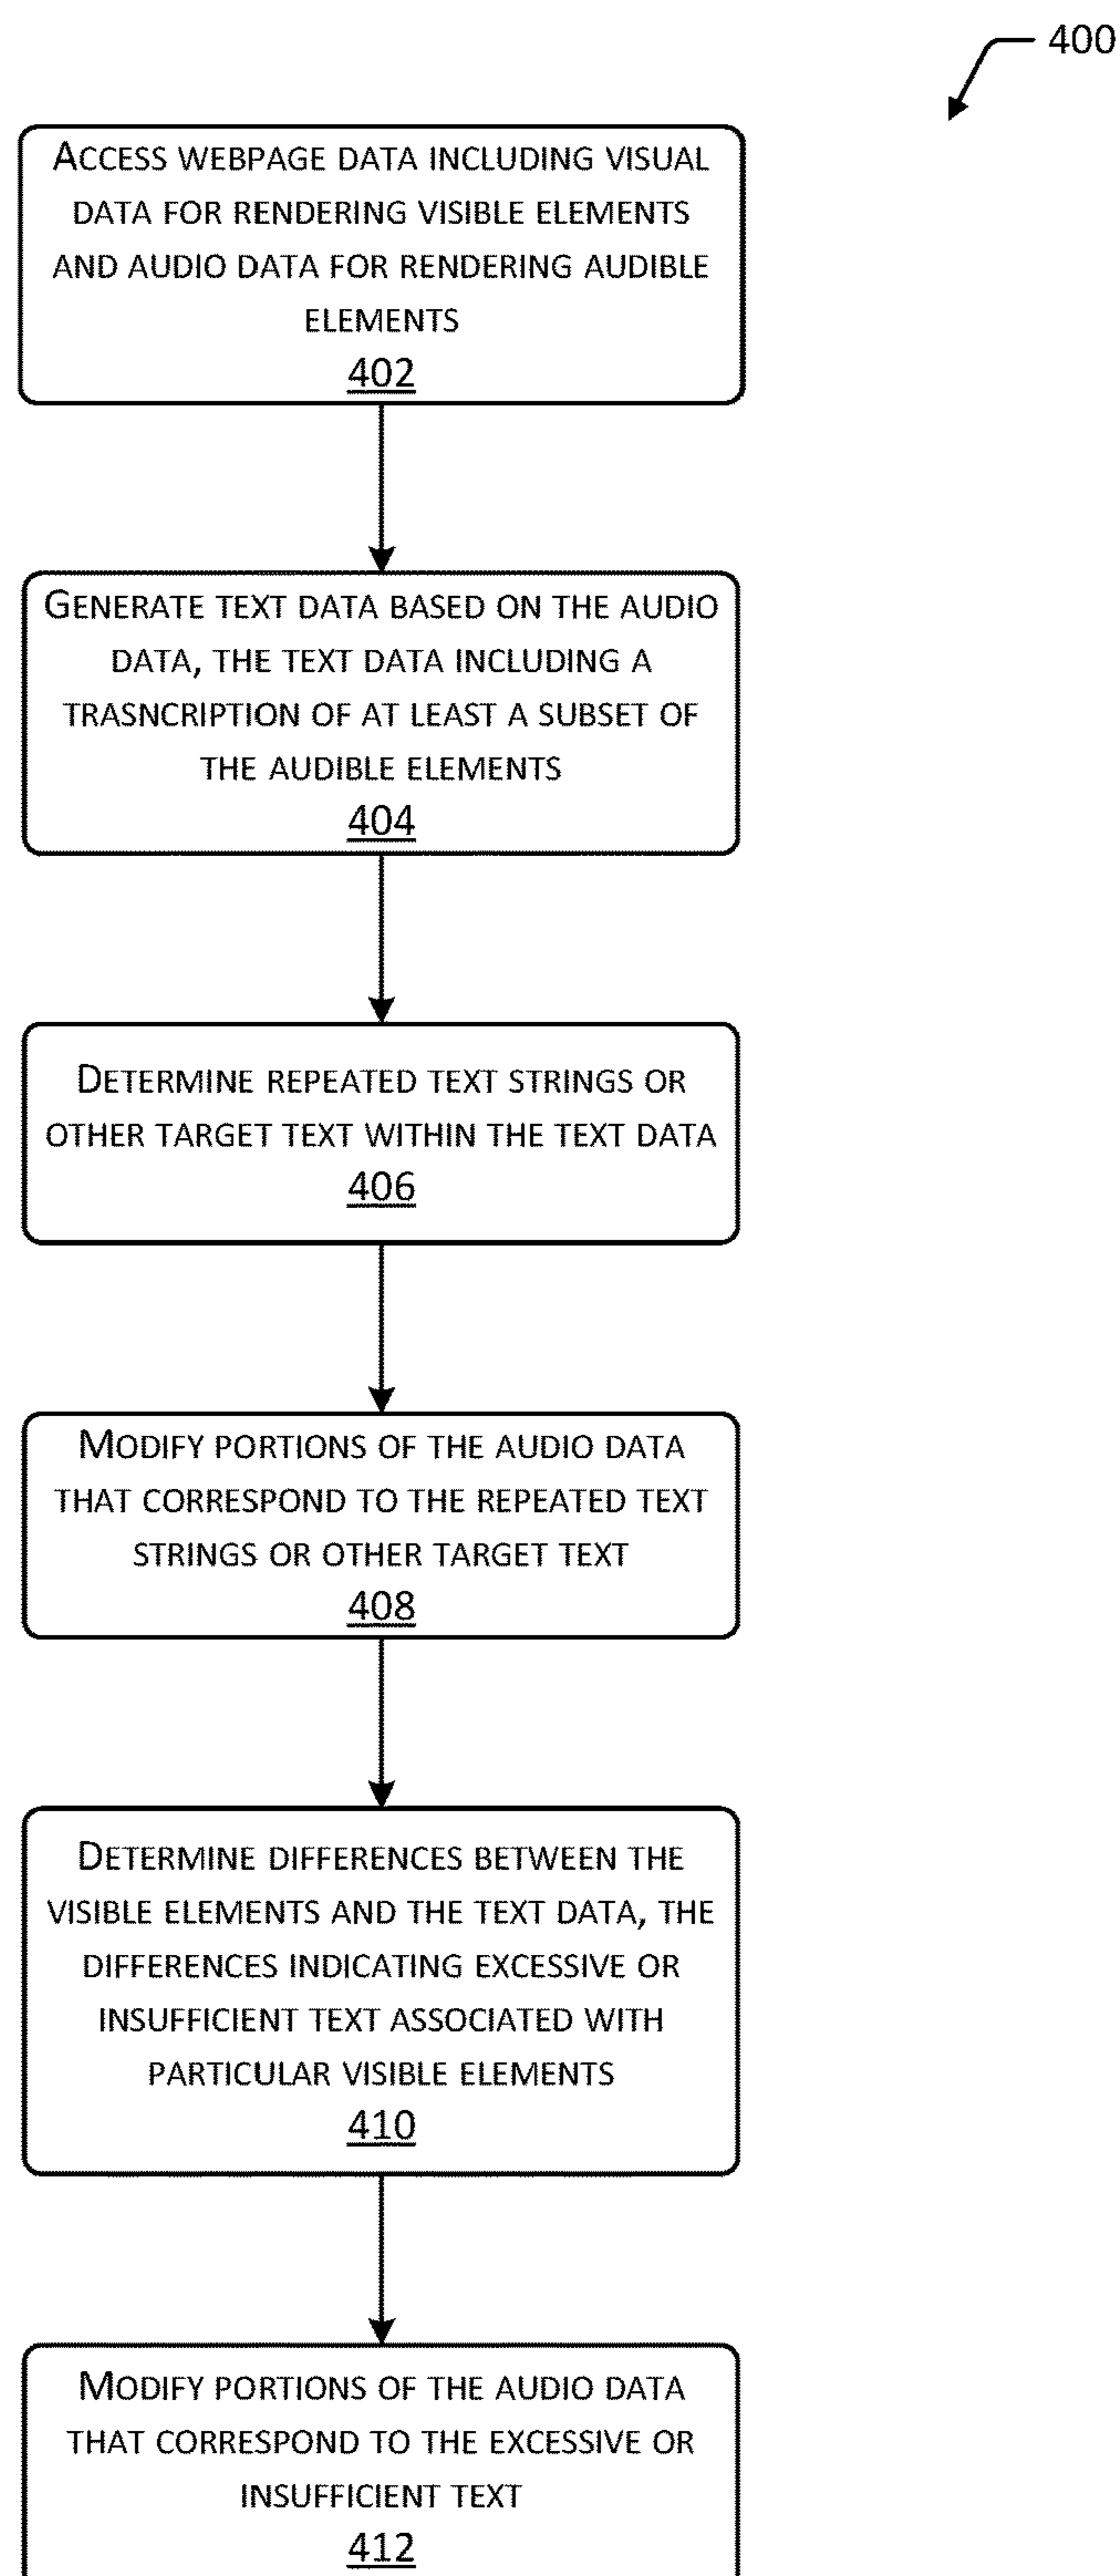 400
ACCESS WEBPAGE DATA INCLUDING VISUAL
DATA FOR RENDERING VISIBLE ELEMENTS
AND AUDIO DATA FOR RENDERING AUDIBLE
ELEMENTS
402
GENERATE TEXT DATA BASED ON THE AUDIO
DATA, THE TEXT DATA INCLUDING A
TRASNCRIPTION OF AT LEAST A SUBSET OF
THE AUDIBLE ELEMENTS
404
DETERMINE REPEATED TEXT STRINGS OR
OTHER TARGET TEXT WITHIN THE TEXT DATA
406
MODIFY PORTIONS OF THE AUDIO DATA
THAT CORRESPOND TO THE REPEATED TEXT
STRINGS OR OTHER TARGET TEXT
408
DETERMINE DIFFERENCES BETWEEN THE
VISIBLE ELEMENTS AND THE TEXT DATA, THE
DIFFERENCES INDICATING EXCESSIVE OR
INSUFFICIENT TEXT ASSOCIATED WITH
PARTICULAR VISIBLE ELEMENTS
410
MODIFY PORTIONS OF THE AUDIO DATA
THAT CORRESPOND TO THE EXCESSIVE OR
INSUFFICIENT TEXT
412